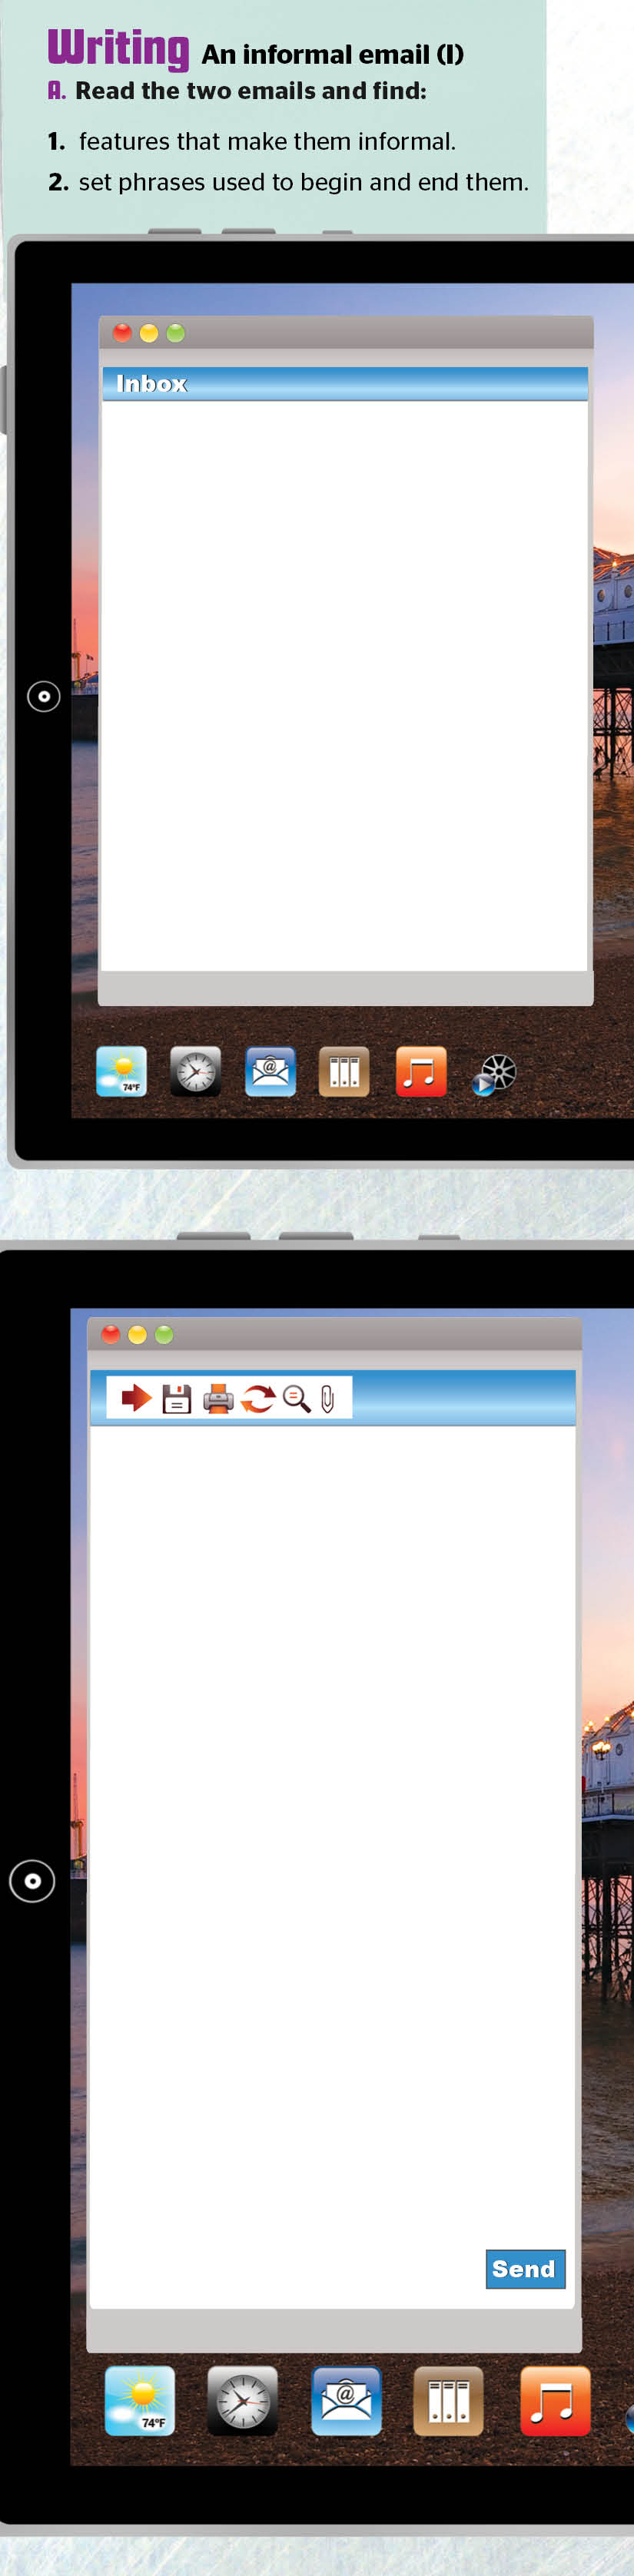 Writing An informal email (I)
A. Read the two emails and find:
1. features that make them informal.
2. set phrases used to begin and end them.
Inbox
74°F
Send
74°F